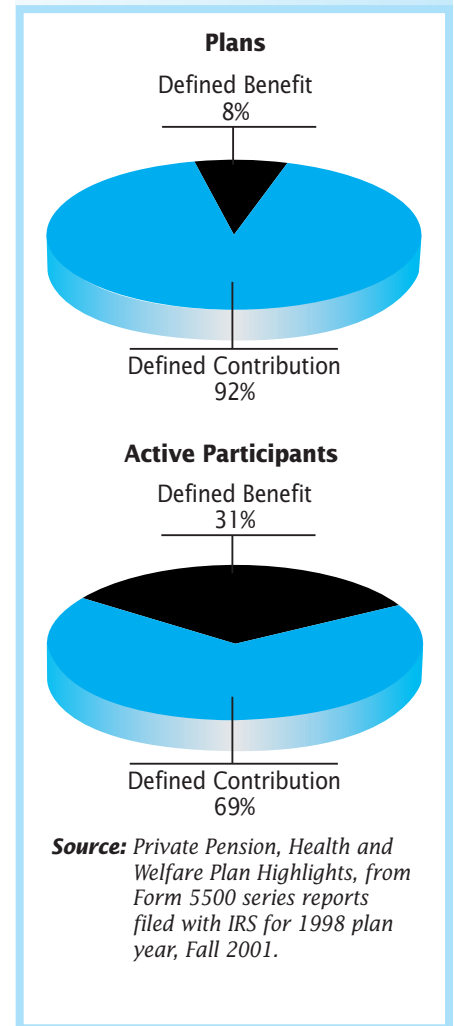 Plans
Defined Benefit
8%
Defined Contribution
92%
Active Participants
Defined Benefit
31%
Defined Contribution
69%
Source: Private Pension, Health and
Welfare Plan Highlights, from
Form 5500 series reports
filed with IRS for 1998 plan
year, Fall 2001.